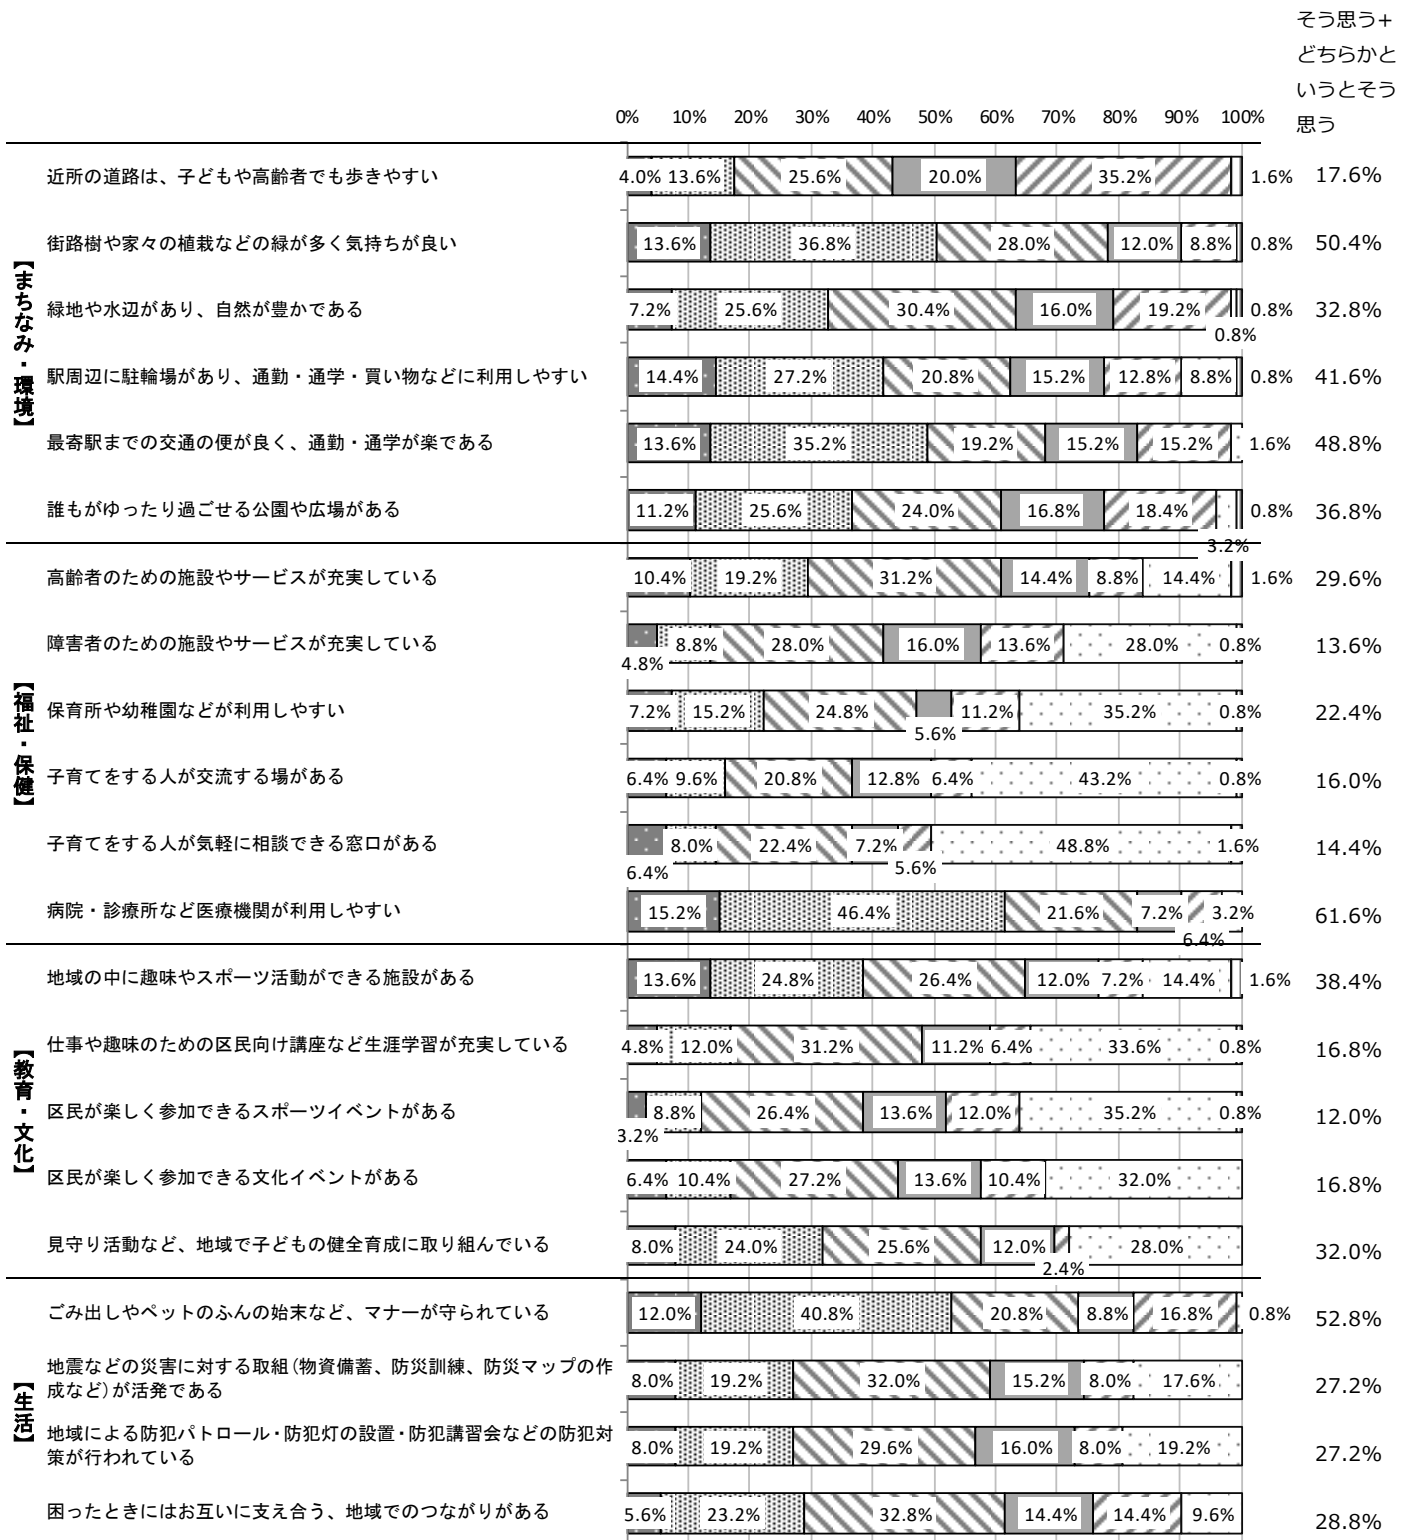 そう思う+
どちらかと
いうとそう
思う
0% 10% 20% 30% 40% 50% 60% 70% 80% 90% 100%
【まちなみ・環境】
近所の道路は、子どもや高齢者でも歩きやすい 4.0% 13.6% 25.6% 20.0% 35.2% 1.6% 17.6%
街路樹や家々の植栽などの緑が多く気持ちが良い 13.6% 36.8% 28.0% 12.0% 8.8% 0.8% 50.4%
緑地や水辺があり、自然が豊かである 7.2% 25.6% 30.4% 16.0% 19.2% 0.8% 32.8%
0.8%
駅周辺に駐輪場があり、通勤・通学・買い物などに利用しやすい 14.4% 27.2% 20.8% 15.2% 12.8% 8.8% 0.8% 41.6%
最寄駅までの交通の便が良く、通勤・通学が楽である 13.6% 35.2% 19.2% 15.2% 15.2% 1.6% 48.8%
誰もがゆったり過ごせる公園や広場がある 11.2% 25.6% 24.0% 16.8% 18.4% 0.8% 36.8%
3.2%
【福祉・保健】
高齢者のための施設やサービスが充実している 10.4% 19.2% 31.2% 14.4% 8.8% 14.4% 1.6% 29.6%
障害者のための施設やサービスが充実している 8.8% 28.0% 16.0% 13.6% 28.0% 0.8% 13.6%
4.8%
保育所や幼稚園などが利用しやすい 7.2% 15.2% 24.8% 11.2% 35.2% 0.8% 22.4%
5.6%
子育てをする人が交流する場がある 6.4% 9.6% 20.8% 12.8% 6.4% 43.2% 0.8% 16.0%
子育てをする人が気軽に相談できる窓口がある 8.0% 22.4% 7.2% 48.8% 1.6% 14.4%
6.4% 5.6%
病院・診療所など医療機関が利用しやすい 15.2% 46.4% 21.6% 7.2% 3.2% 61.6%
6.4%
【教育・文化】
地域の中に趣味やスポーツ活動ができる施設がある 13.6% 24.8% 26.4% 12.0% 7.2% 14.4% 1.6% 38.4%
仕事や趣味のための区民向け講座など生涯学習が充実している 4.8% 12.0% 31.2% 11.2% 6.4% 33.6% 0.8% 16.8%
区民が楽しく参加できるスポーツイベントがある 8.8% 26.4% 13.6% 12.0% 35.2% 0.8% 12.0%
3.2%
区民が楽しく参加できる文化イベントがある 6.4% 10.4% 27.2% 13.6% 10.4% 32.0% 16.8%
見守り活動など、地域で子どもの健全育成に取り組んでいる 8.0% 24.0% 25.6% 12.0% 28.0% 32.0%
2.4%
【生活】
ごみ出しやペットのふんの始末など、マナーが守られている 12.0% 40.8% 20.8% 8.8% 16.8% 0.8% 52.8%
地震などの災害に対する取組(物資備蓄、防災訓練、防災マップの作
成など)が活発である 8.0% 19.2% 32.0% 15.2% 8.0% 17.6% 27.2%
地域による防犯パトロール・防犯灯の設置・防犯講習会などの防犯対
策が行われている 8.0% 19.2% 29.6% 16.0% 8.0% 19.2% 27.2%
困ったときにはお互いに支え合う、地域でのつながりがある 5.6% 23.2% 32.8% 14.4% 14.4% 9.6% 28.8%